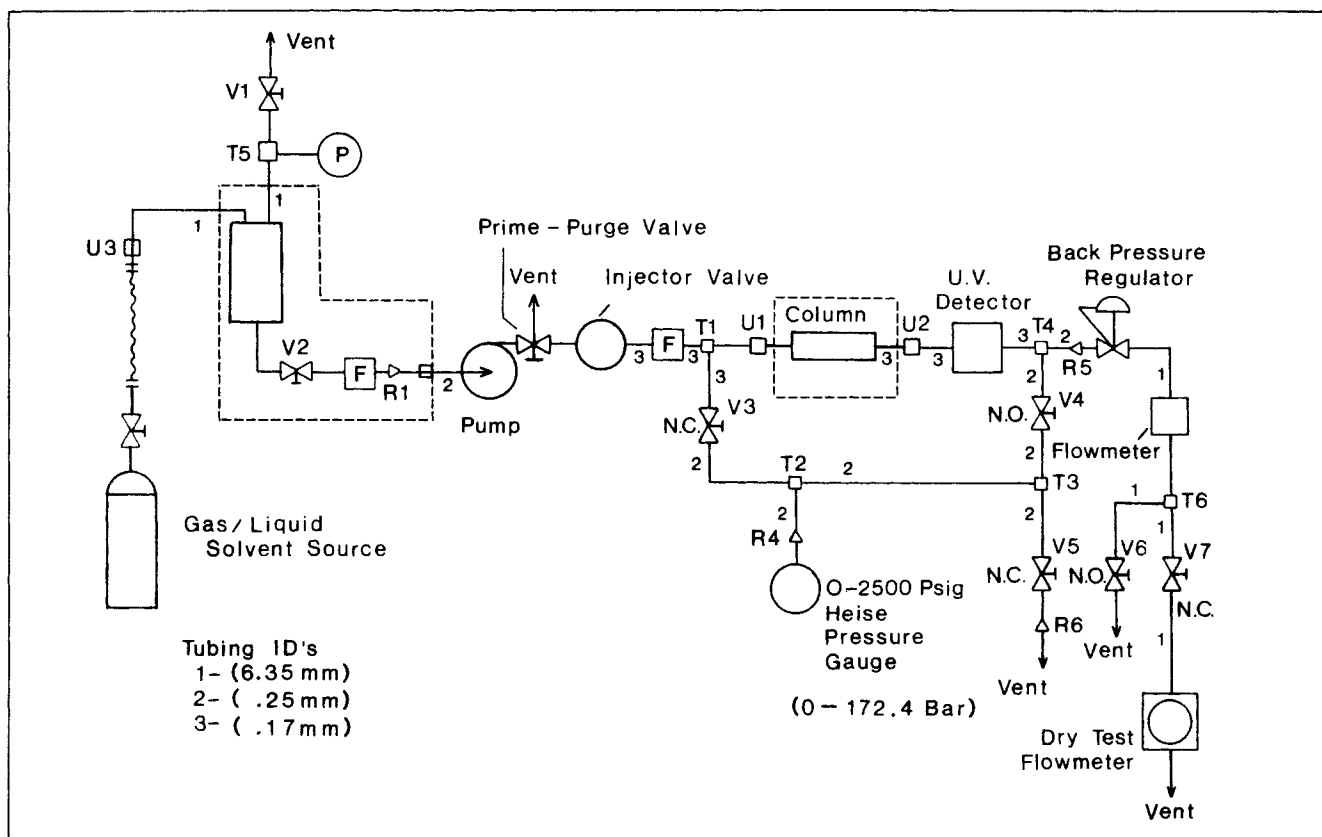 Vent
V1
T5
P
1
1
U3
Prime-Purge Valve
Vent
Injector Valve
Back Pressure
Regulator
U.V.
Detector
Column
T1
U1
U2
T4
3
2
R5
V2
F
R1
2
Pump
3
F
3
3
3
3
2
1
V3
N.C.
V4
N.O.
Flowmeter
2
2
T2
2
T3
T6
1
1
2
2
R4
V5
N.C.
V6
N.O.
V7
N.C.
Gas/Liquid
Solvent Source
0-2500 Psig
Heise
Pressure
Gauge
R6
Vent
Vent
1
Tubing ID's
1- (6.35 mm)
2- ( .25 mm)
3- ( .17mm)
(0-172.4 Bar)
Dry Test
Flowmeter
Vent